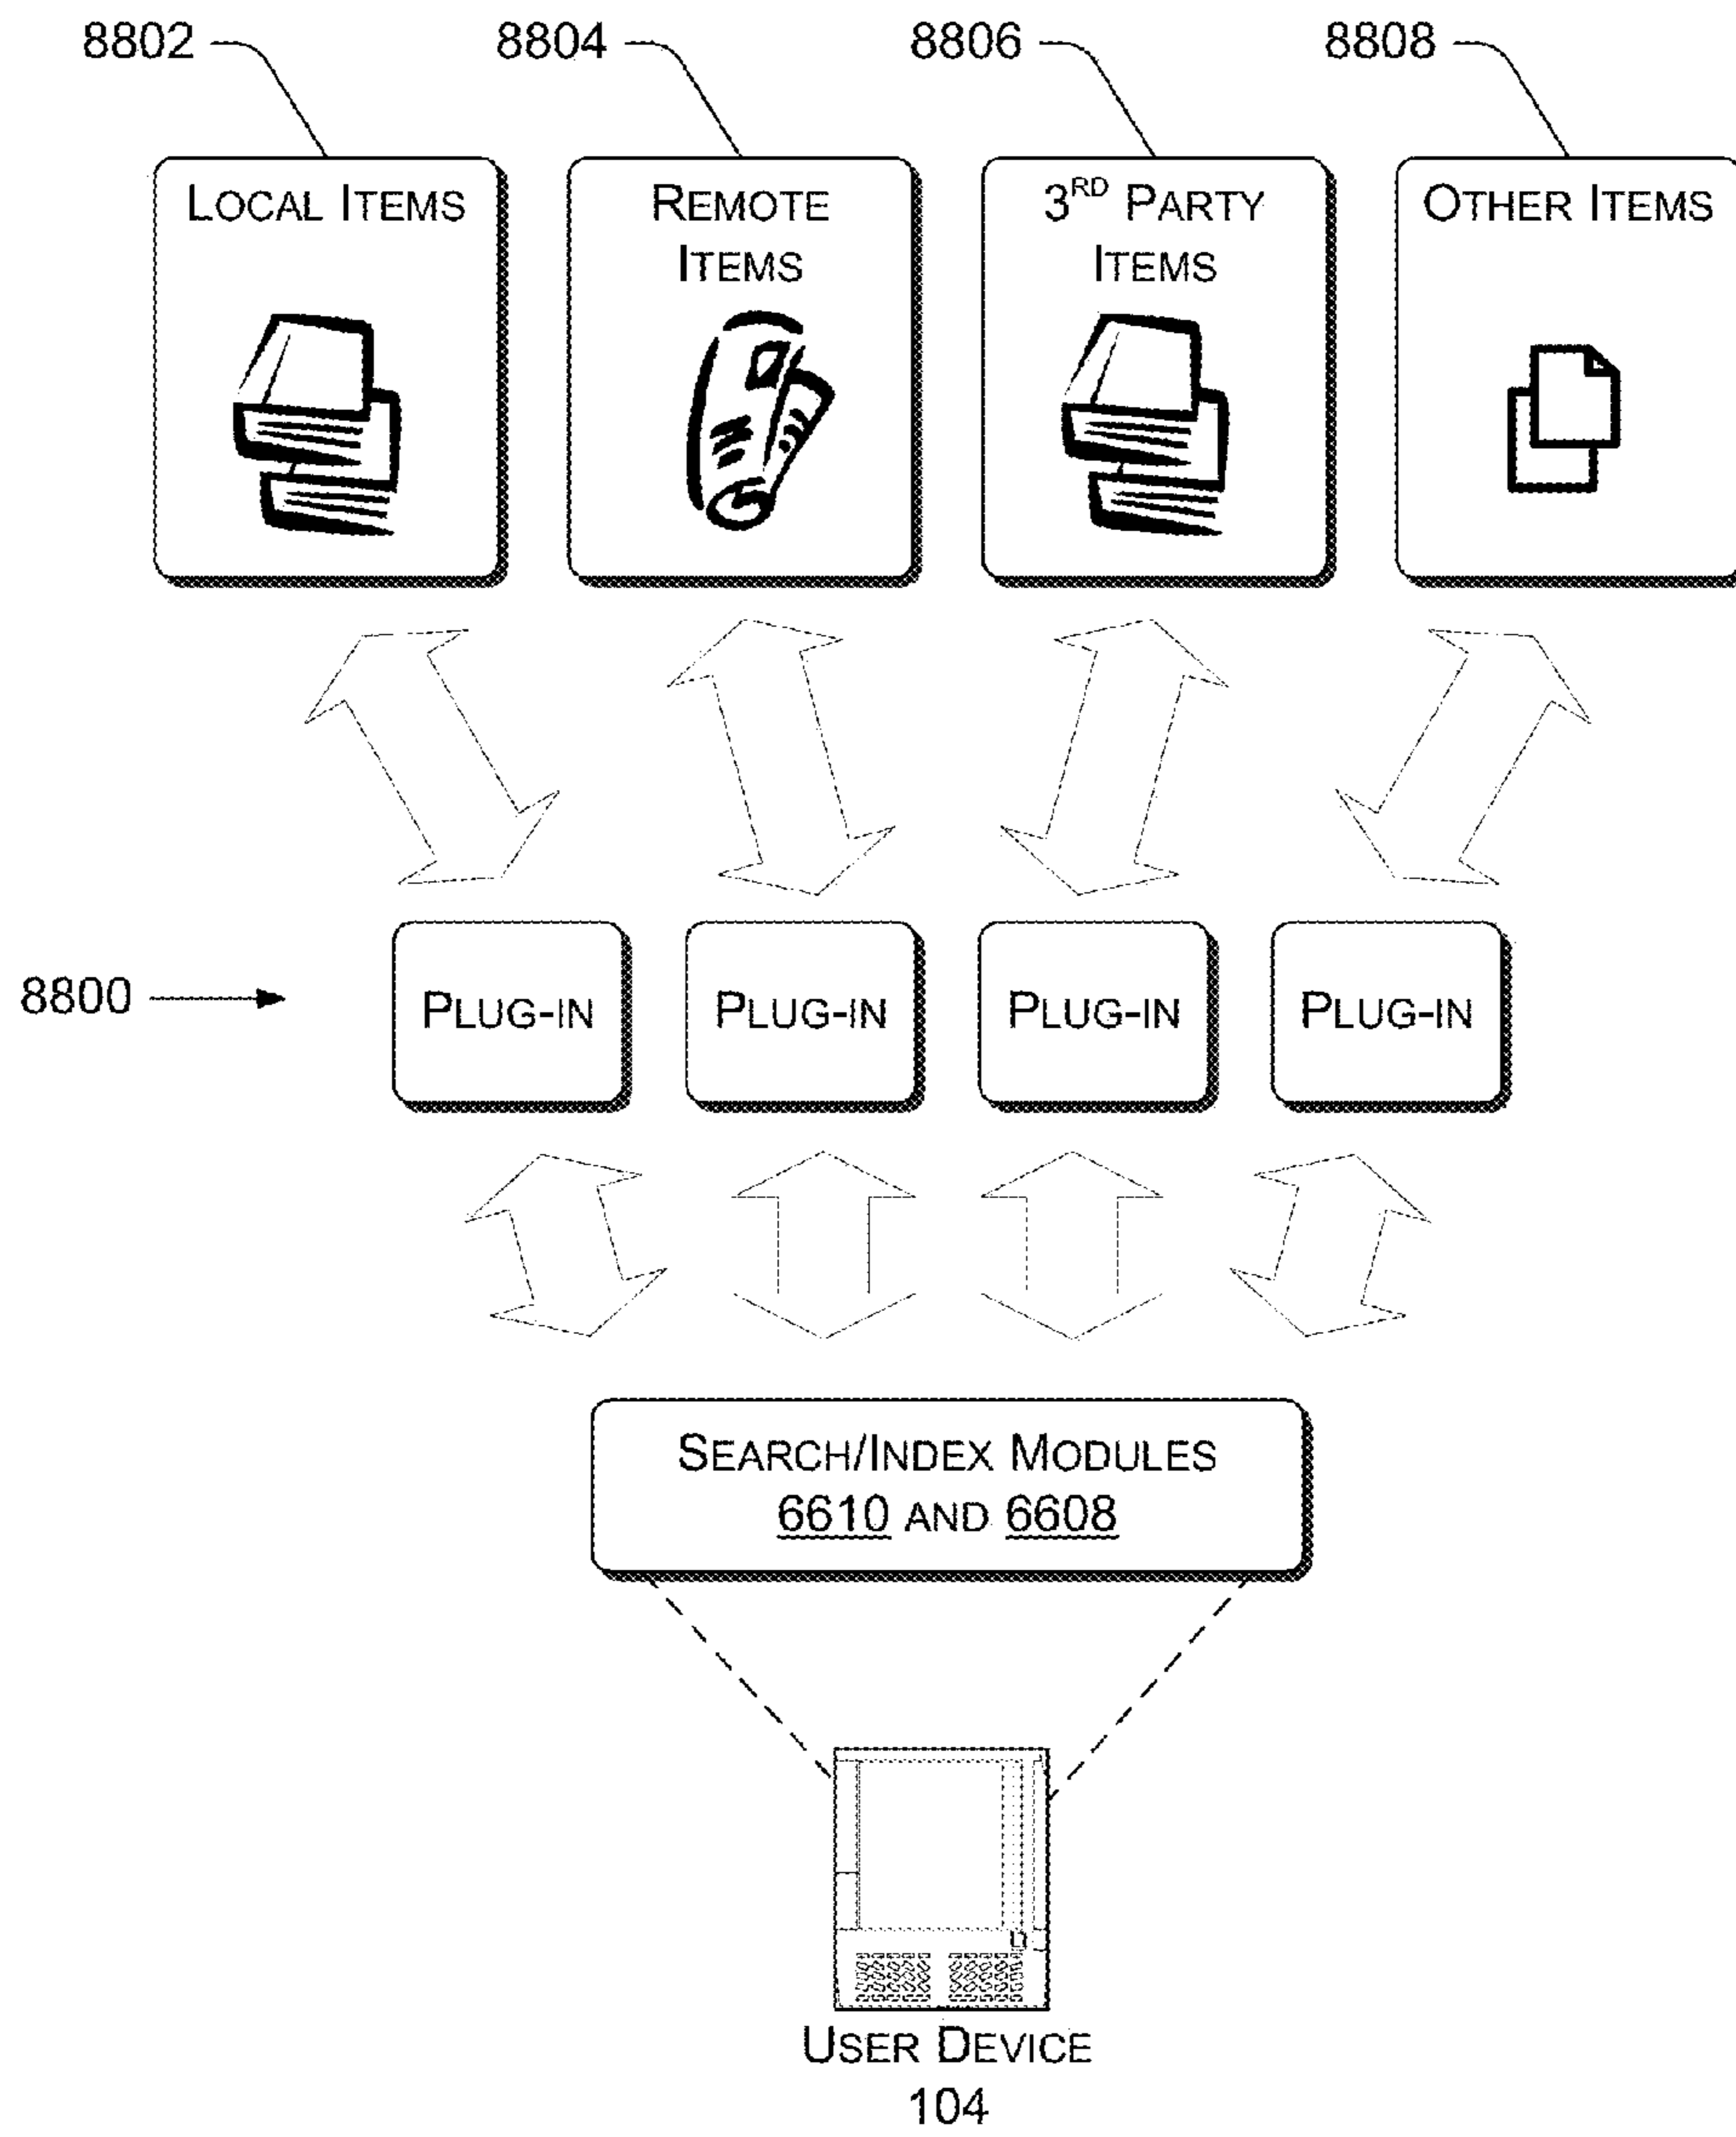 8802
8804
8806
8808
LOCAL ITEMS
REMOTE
ITEMS
3RD PARTY
ITEMS
OTHER ITEMS
8800
PLUG-IN
PLUG-IN
PLUG-IN
PLUG-IN
SEARCH/INDEX MODULES
6610 AND 6608
USER DEVICE
104